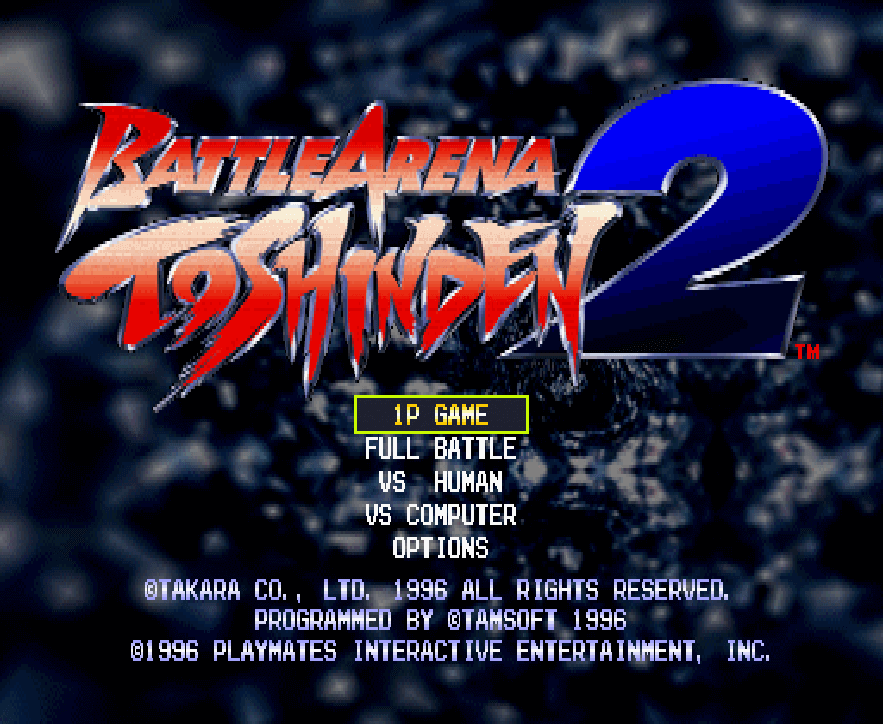 BATTLE ARENA
TOSHINDEN 2 TM
1P GAME
FULL BATTLE
VS HUMAN
VS COMPUTER
OPTIONS
©TAKARA CO., LTD. 1996 ALL RIGHTS RESERVED.
PROGRAMMED BY ©TAMSOFT 1996
©1996 PLAYMATES INTERACTIVE ENTERTAINMENT, INC.